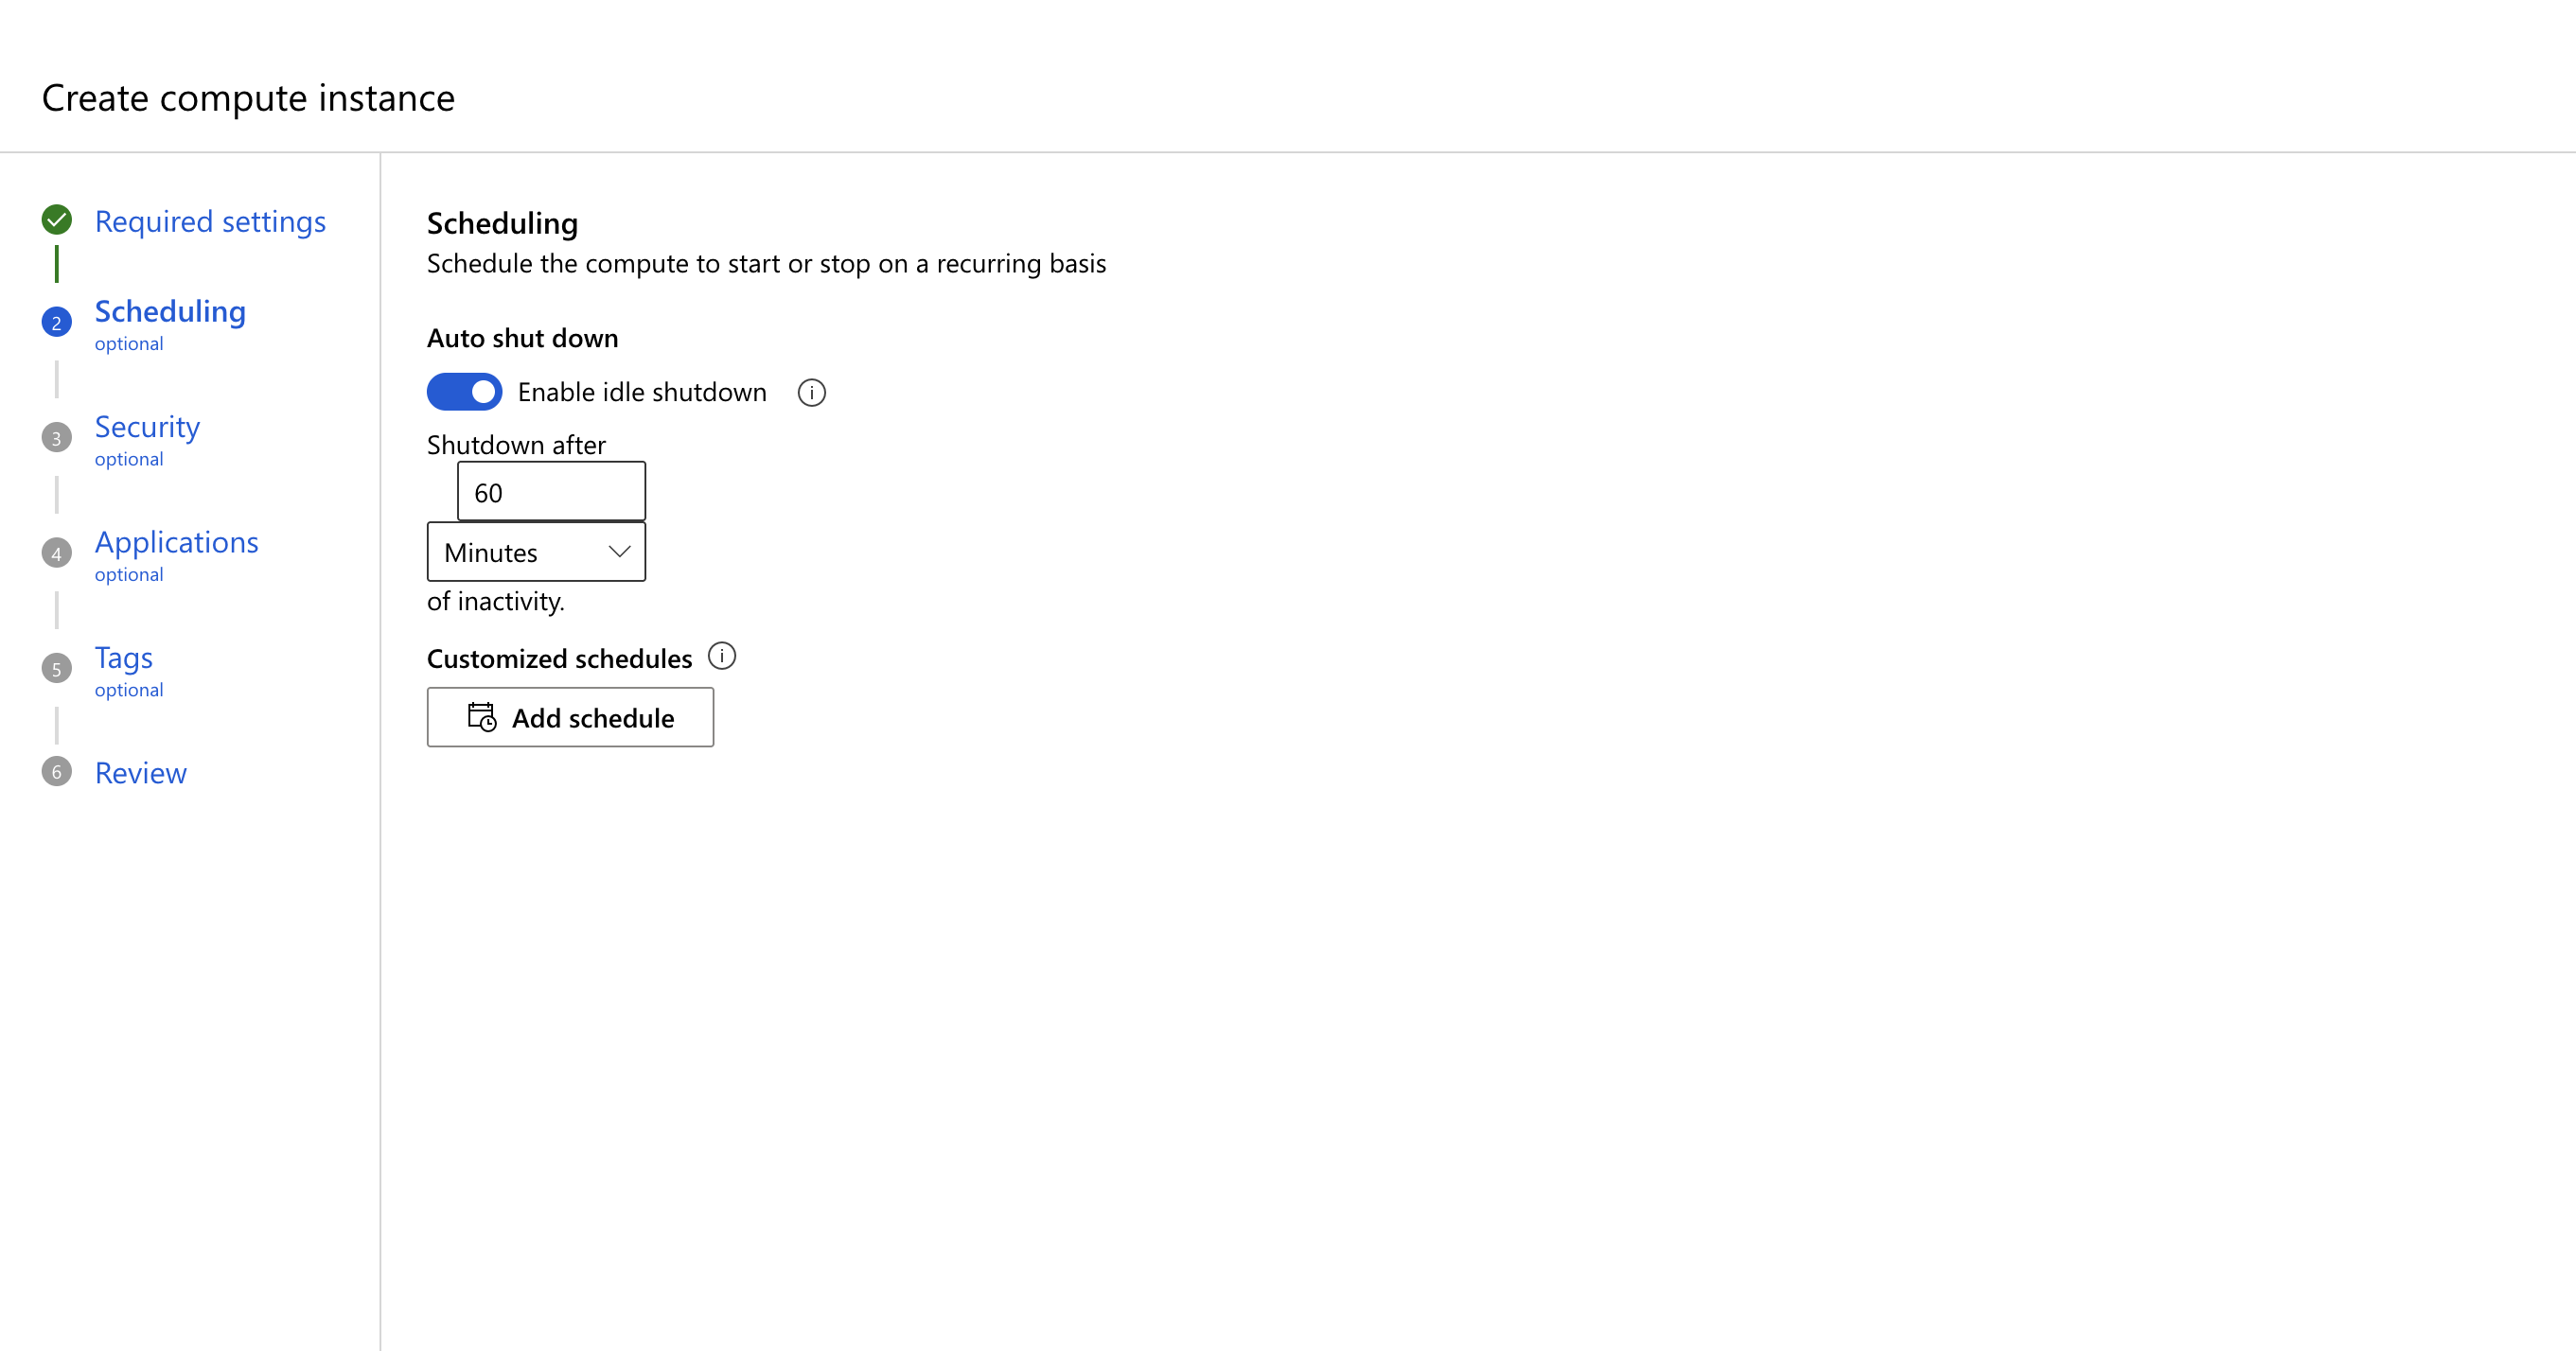 Create compute instance
Required settings
2 Scheduling
optional
3 Security
optional
4 Applications
optional
5 Tags
optional
6 Review
Scheduling
Schedule the compute to start or stop on a recurring basis
Auto shut down
Enable idle shutdown
Shutdown after
60
Minutes
of inactivity.
Customized schedules
Add schedule